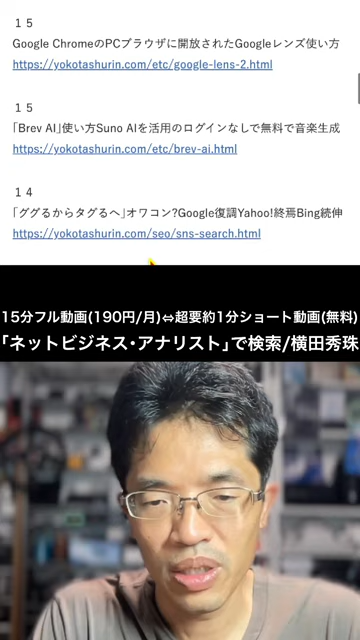 １５
Google ChromeのPCブラウザに開放されたGoogleレンズ使い方
https://yokotashurin.com/etc/google-lens-2.html
１５
「Brev AI」使い方Suno AIを活用のログインなしで無料で音楽生成
https://yokotashurin.com/etc/brev-ai.html
１４
「ググるからタグるへ」オワコン?Google復調Yahoo!終焉Bing続伸
https://yokotashurin.com/seo/sns-search.html
15分フル動画(190円/月)⇔超要約1分ショート動画(無料)
「ネットビジネス・アナリスト」で検索/横田秀珠